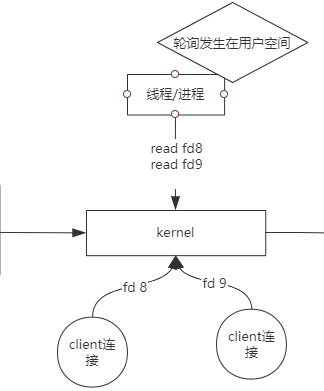 轮询发生在用户空间
线程/进程
read fd8
read fd9
kernel
fd 8
fd 9
client连
接
client连
接